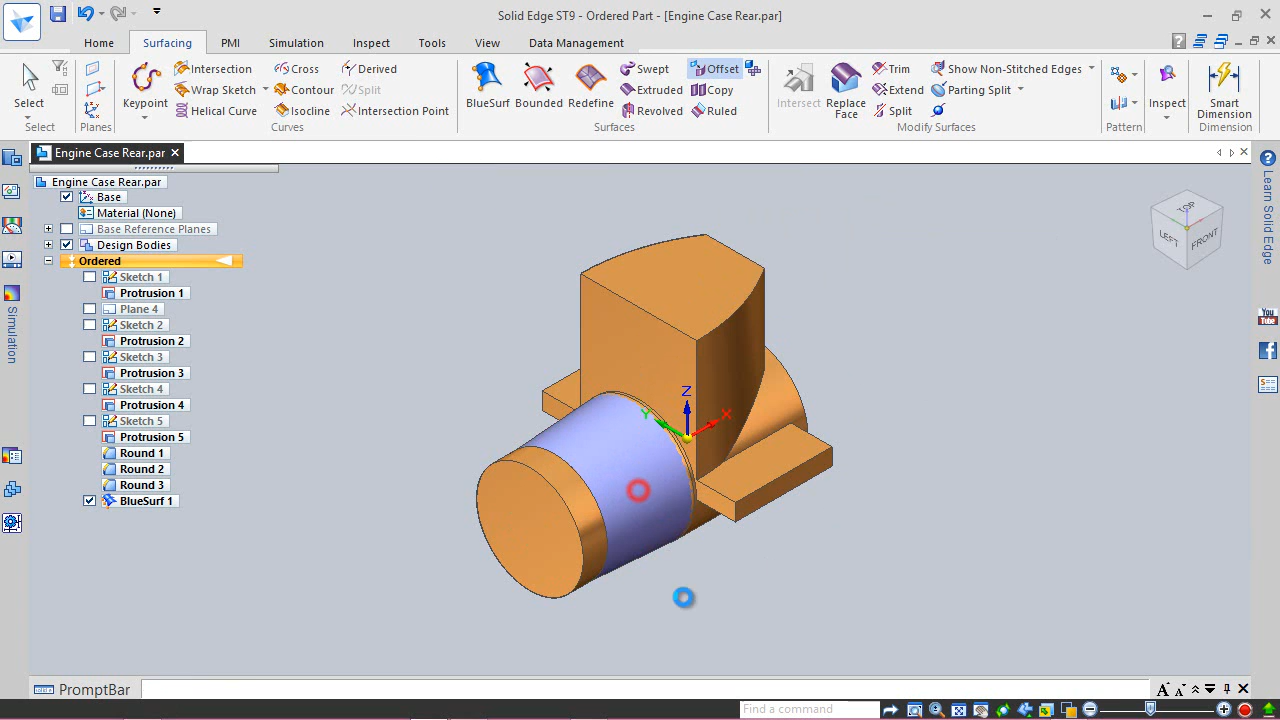 Solid Edge ST9 - Ordered Part - [Engine Case Rear.par]
Home Surfacing PMI Simulation Inspect Tools View Data Management
Select
Select
Planes
Keypoint
Intersection Cross Derived
Wrap Sketch Contour Split
Helical Curve Isocline Intersection Point
Curves
BlueSurf Bounded Redefine
Swept Offset
Extruded Copy
Revolved Ruled
Surfaces
Intersect Replace Face
Trim Show Non-Stitched Edges
Extend Parting Split
Split
Modify Surfaces
Pattern
Inspect
Smart Dimension
Dimension
Engine Case Rear.par
Engine Case Rear.par
Base
Material (None)
Base Reference Planes
Design Bodies
Ordered
Sketch 1
Protrusion 1
Plane 4
Sketch 2
Protrusion 2
Sketch 3
Protrusion 3
Sketch 4
Protrusion 4
Sketch 5
Protrusion 5
Round 1
Round 2
Round 3
BlueSurf 1
Simulation
Z
Y
X
TOP
LEFT
FRONT
Learn Solid Edge
You
Tube
PromptBar
Find a command